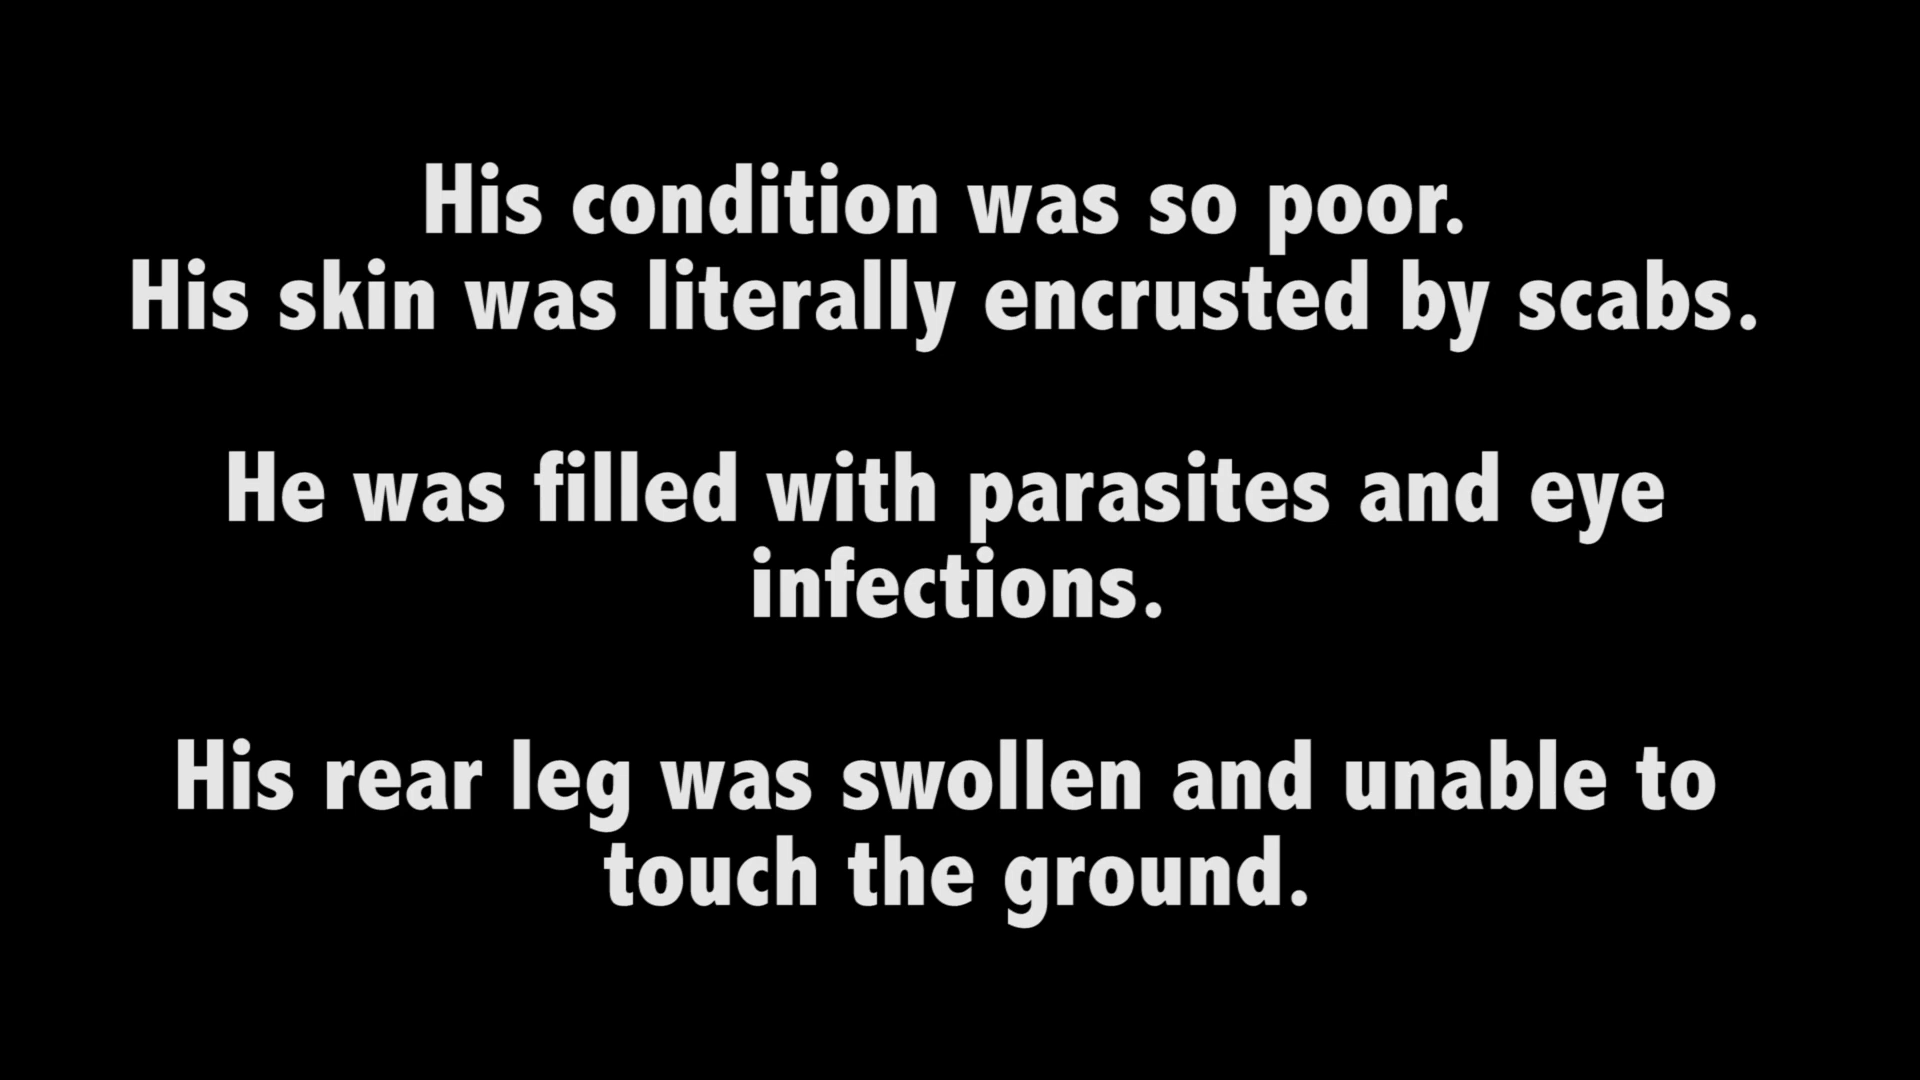 His condition was so poor.
His skin was literally encrusted by scabs.
He was filled with parasites and eye
infections.
His rear leg was swollen and unable to
touch the ground.